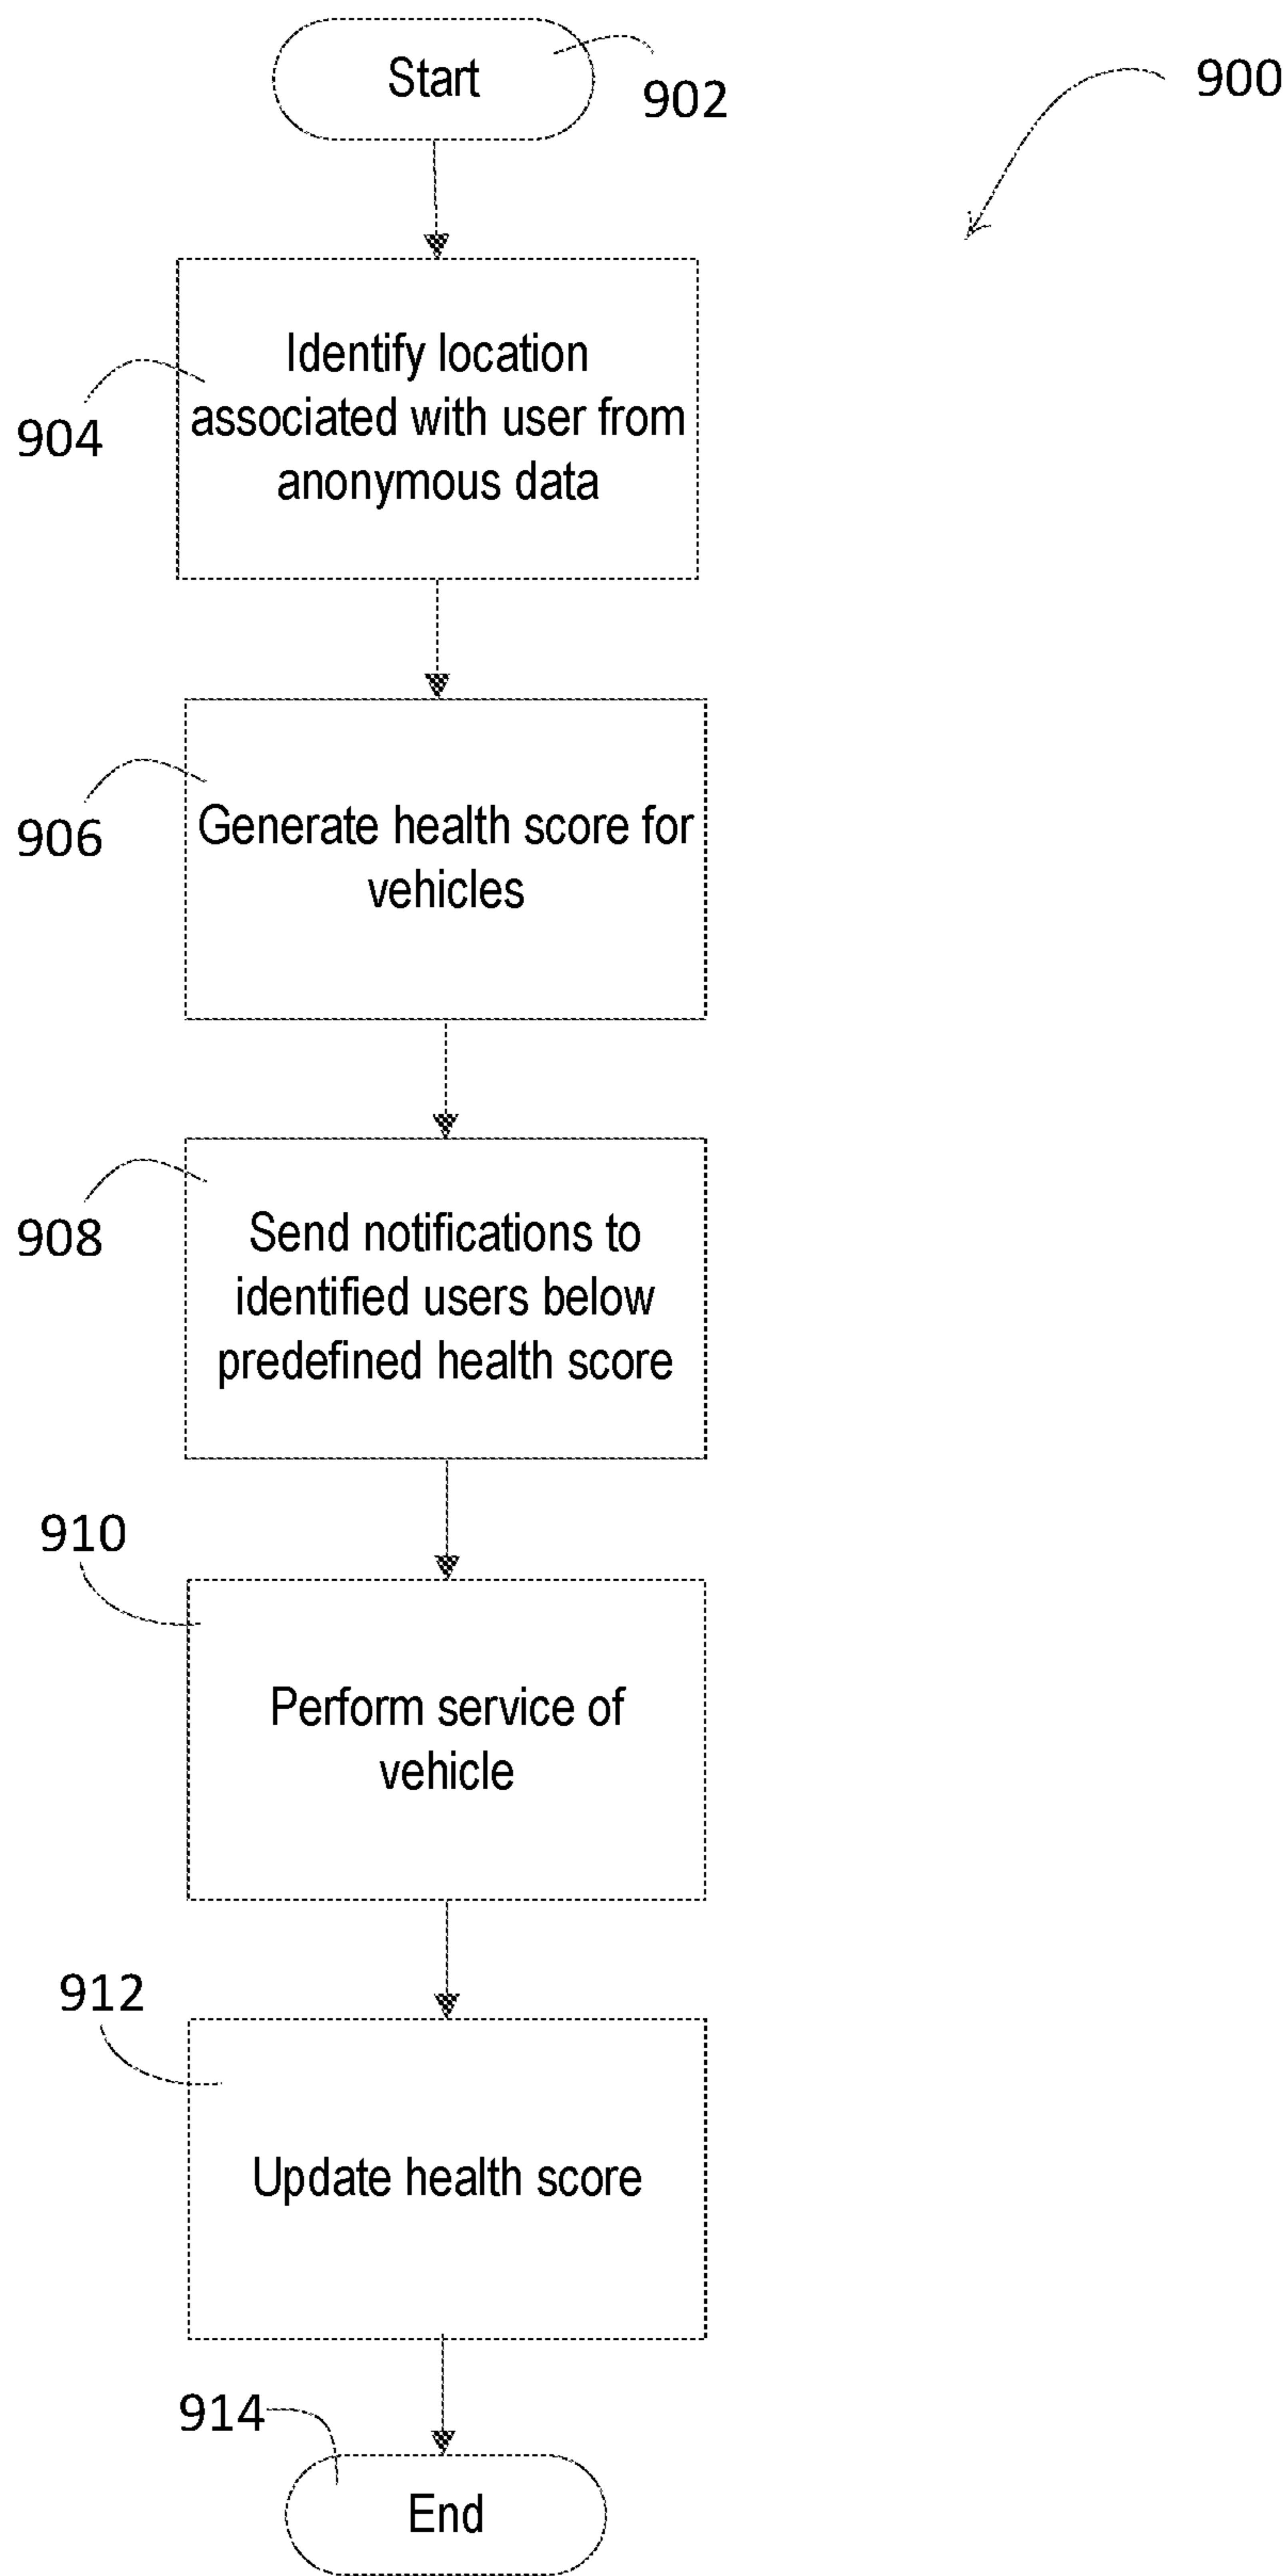 Start
902
900
Identify location
associated with user from
anonymous data
904
Generate health score for
vehicles
906
Send notifications to
identified users below
predefined health score
908
910
Perform service of
vehicle
912
Update health score
914
End